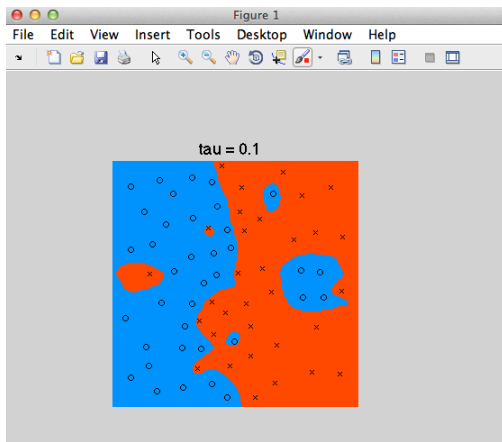 Figure 1
File Edit View Insert Tools Desktop Window Help
tau = 0.1